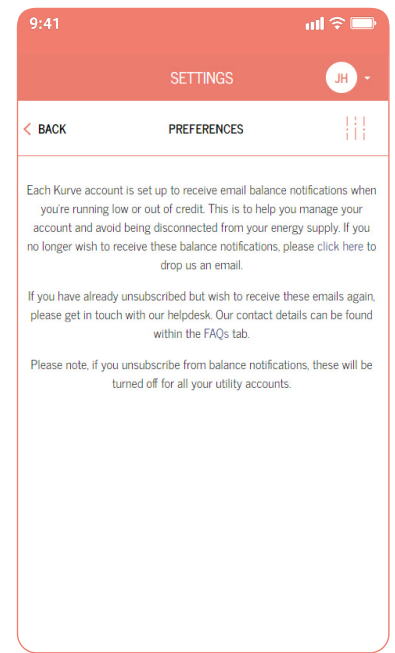 9:41
SETTINGS
JH
BACK
PREFERENCES
Each Kurve account is set up to receive email balance notifications when
you're running low or out of credit. This is to help you manage your
account and avoid being disconnected from your energy supply. If you
no longer wish to receive these balance notifications, please click here to
drop us an email.
If you have already unsubscribed but wish to receive these emails again,
please get in touch with our helpdesk. Our contact details can be found
within the FAQs tab.
Please note, if you unsubscribe from balance notifications, these will be
turned off for all your utility accounts.